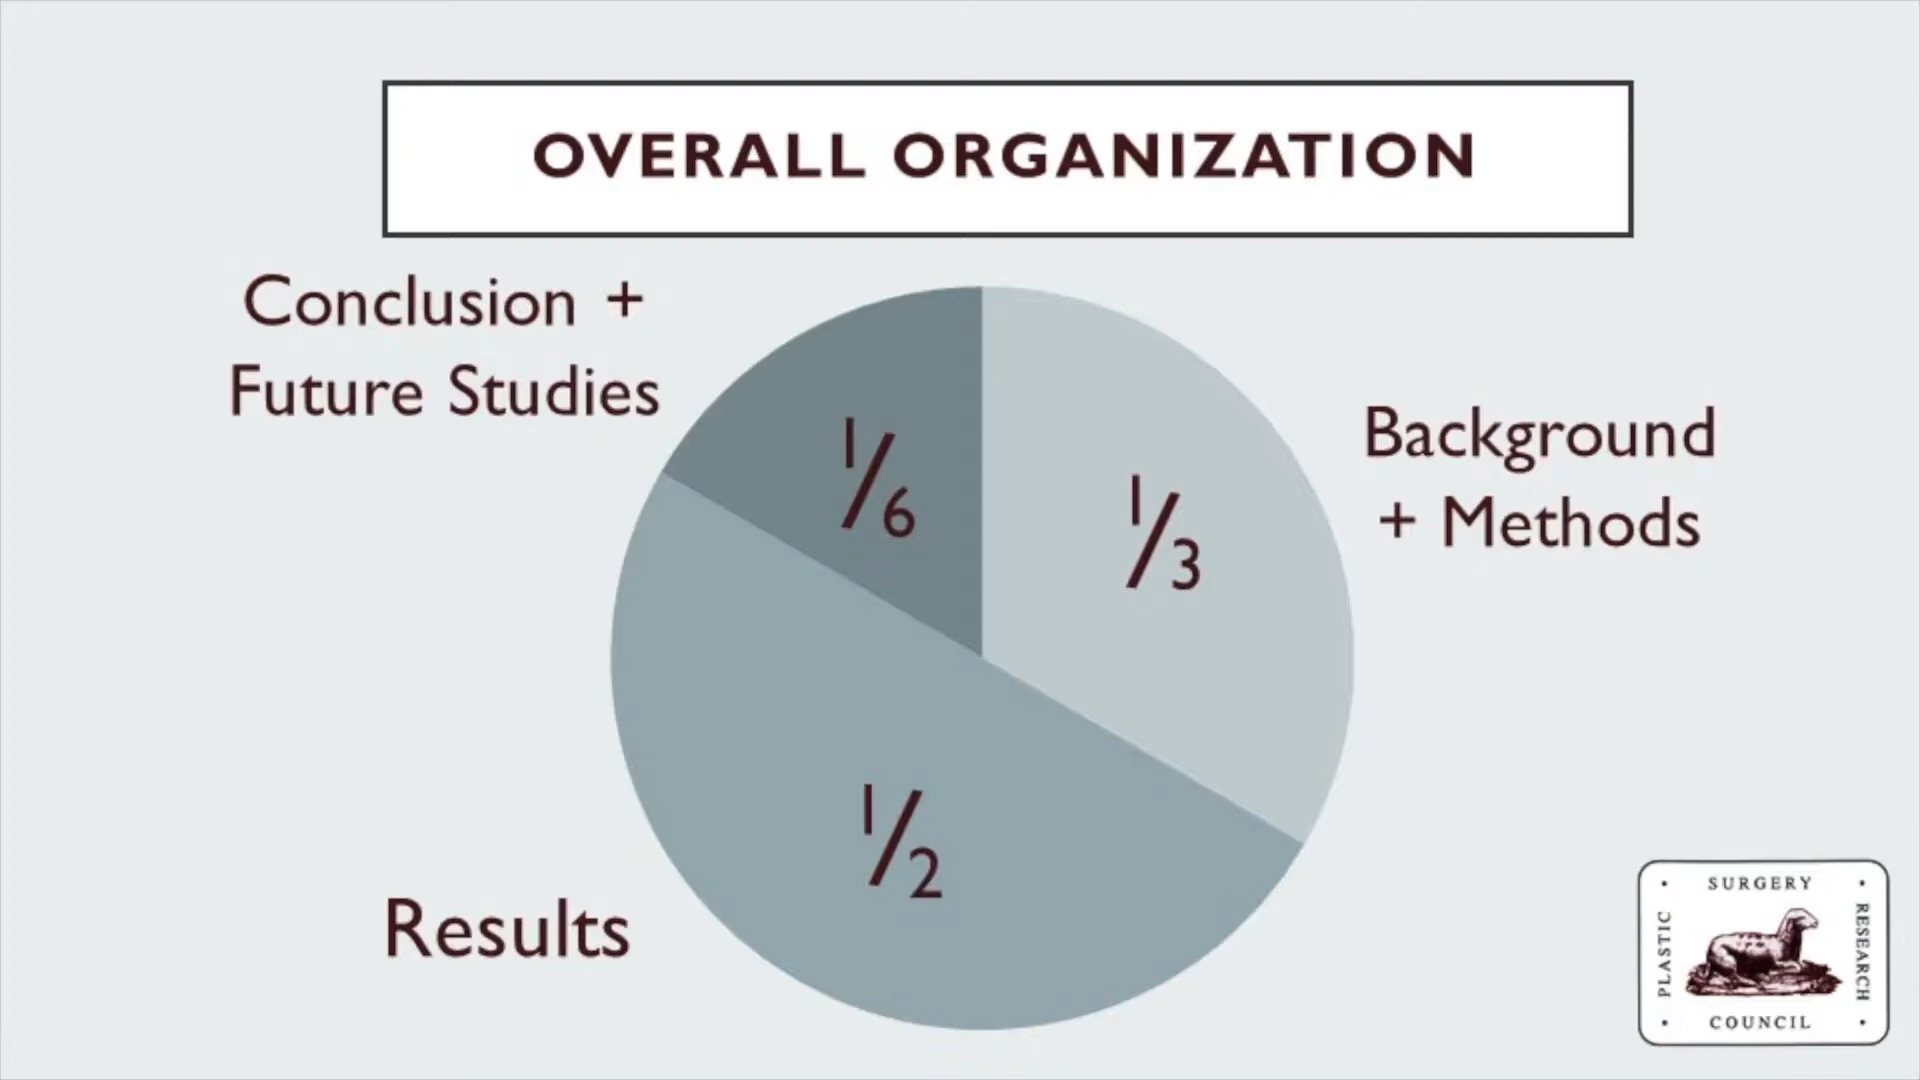 OVERALL ORGANIZATION
Conclusion +
Future Studies
1/6
1/3
Background
+ Methods
1/2
Results
SURGERY
PLASTIC
RESEARCH
COUNCIL